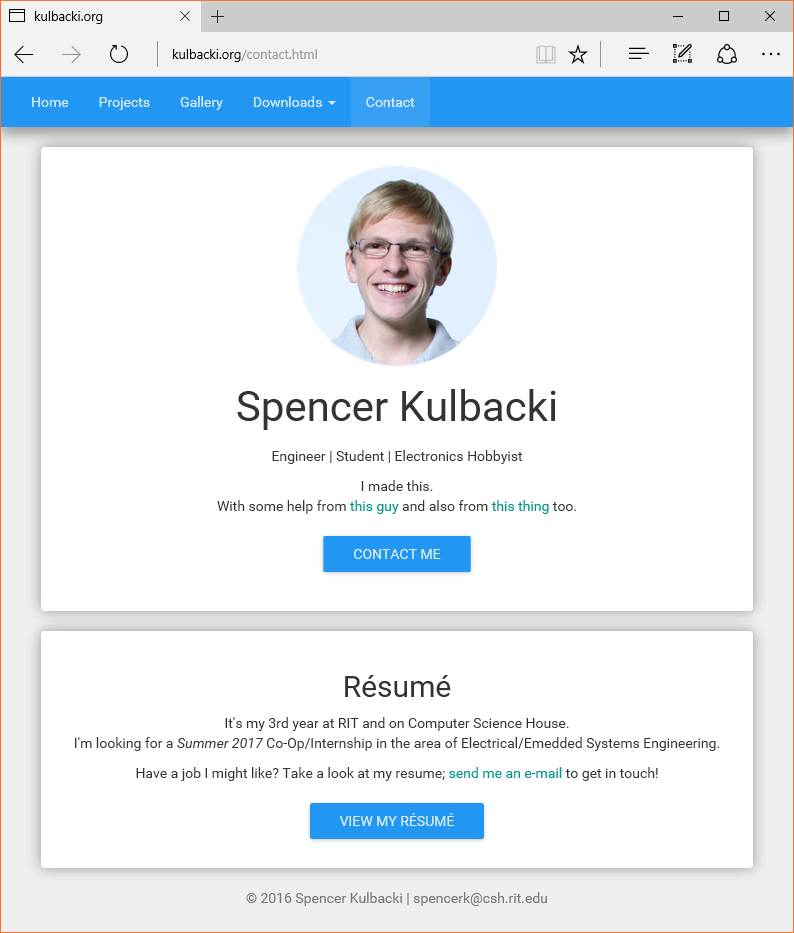 kulbacki.org
kulbacki.org/contact.html
Home Projects Gallery Downloads Contact
Spencer Kulbacki
Engineer | Student | Electronics Hobbyist
I made this.
With some help from this guy and also from this thing too.
CONTACT ME
Résumé
It's my 3rd year at RIT and on Computer Science House.
I'm looking for a Summer 2017 Co-Op/Internship in the area of Electrical/Emedded Systems Engineering.
Have a job I might like? Take a look at my resume; send me an e-mail to get in touch!
VIEW MY RÉSUMÉ
© 2016 Spencer Kulbacki | spencerk@csh.rit.edu